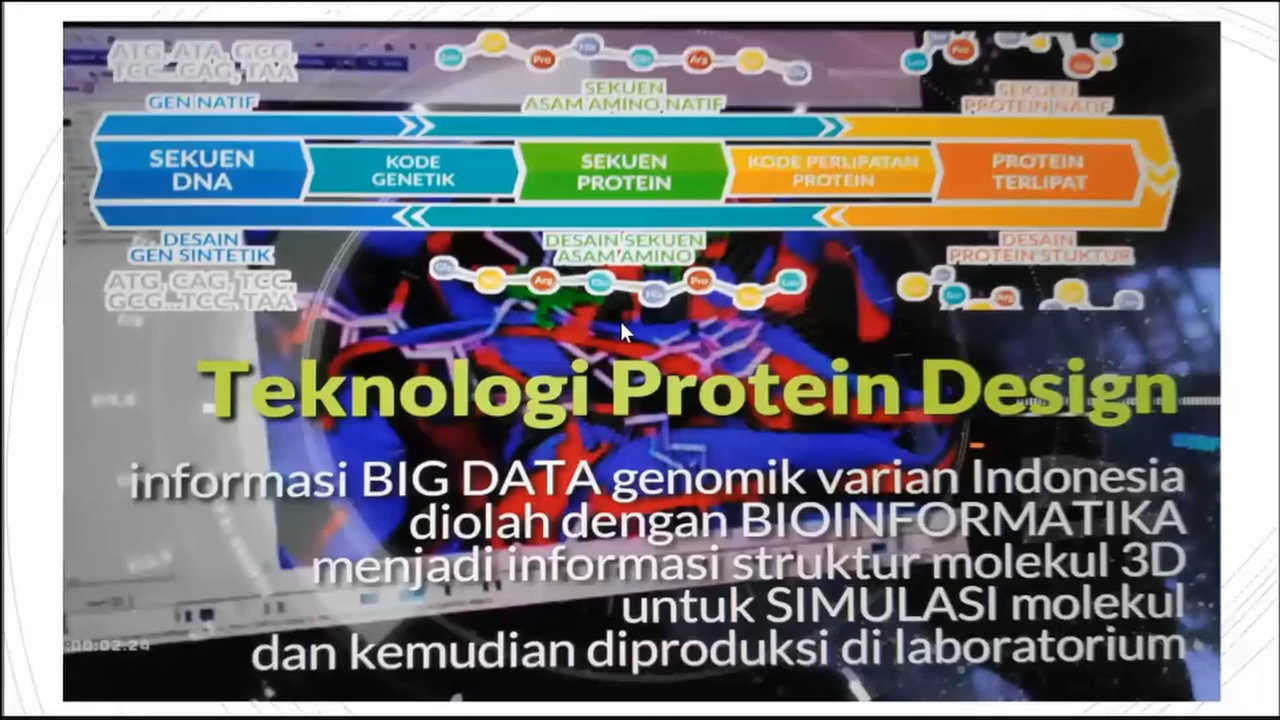 ATG, ATA, GCG,
TCC...CAG, TAA
Pro
His
Arg
Pro
GEN NATIF
SEKUEN
ASAM AMINO NATIF
SEKUEN
PROTEIN NATIF
SEKUEN
DNA
KODE
GENETIK
SEKUEN
PROTEIN
KODE PERLIPATAN
PROTEIN
PROTEIN
TERLIPAT
DESAIN
GEN SINTETIK
DESAIN SEKUEN
ASAM AMINO
DESAIN
PROTEIN STUKTUR
ATG, CAG, TCC,
GCG...TCC, TAA
Arg
His
Pro
Arg
Teknologi Protein Design
informasi BIG DATA genomik varian Indonesia
diolah dengan BIOINFORMATIKA
menjadi informasi struktur molekul 3D
untuk SIMULASI molekul
dan kemudian diproduksi di laboratorium